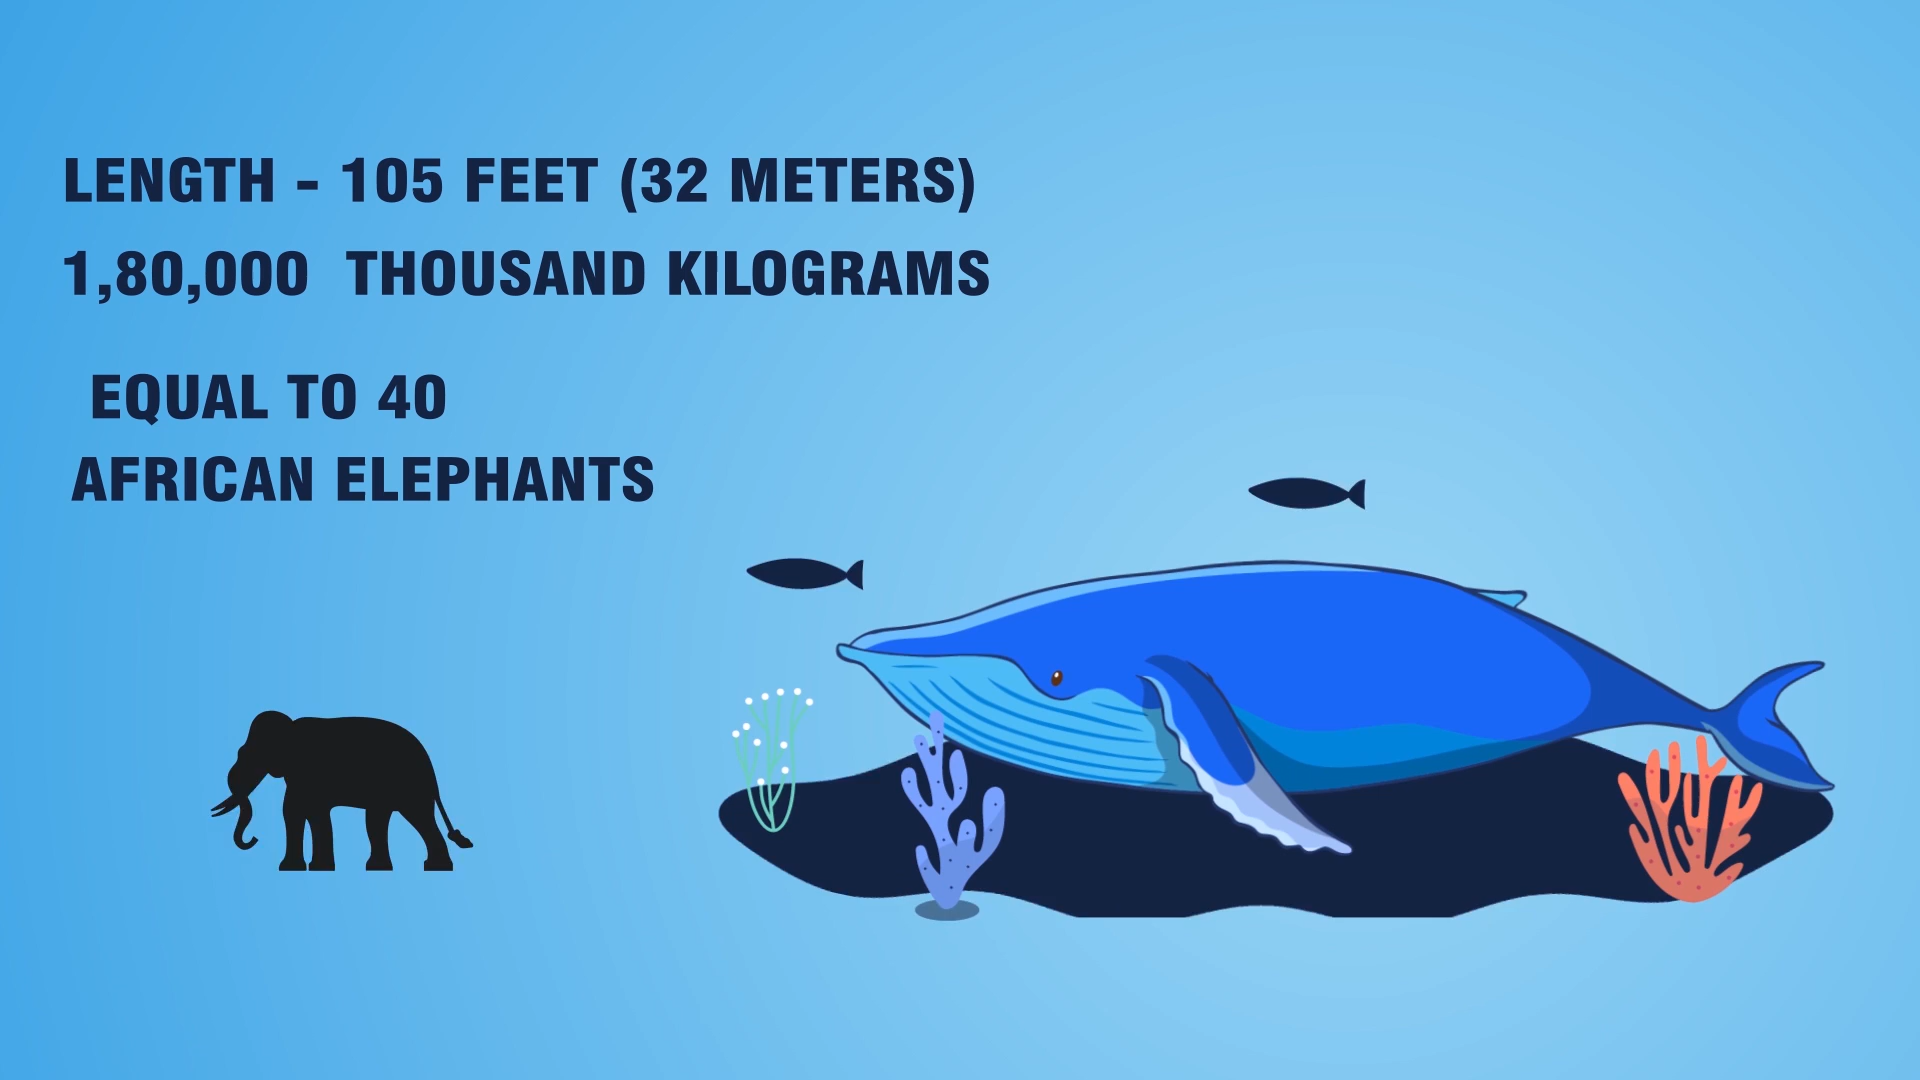 LENGTH - 105 FEET (32 METERS)
1,80,000 THOUSAND KILOGRAMS
EQUAL TO 40
AFRICAN ELEPHANTS